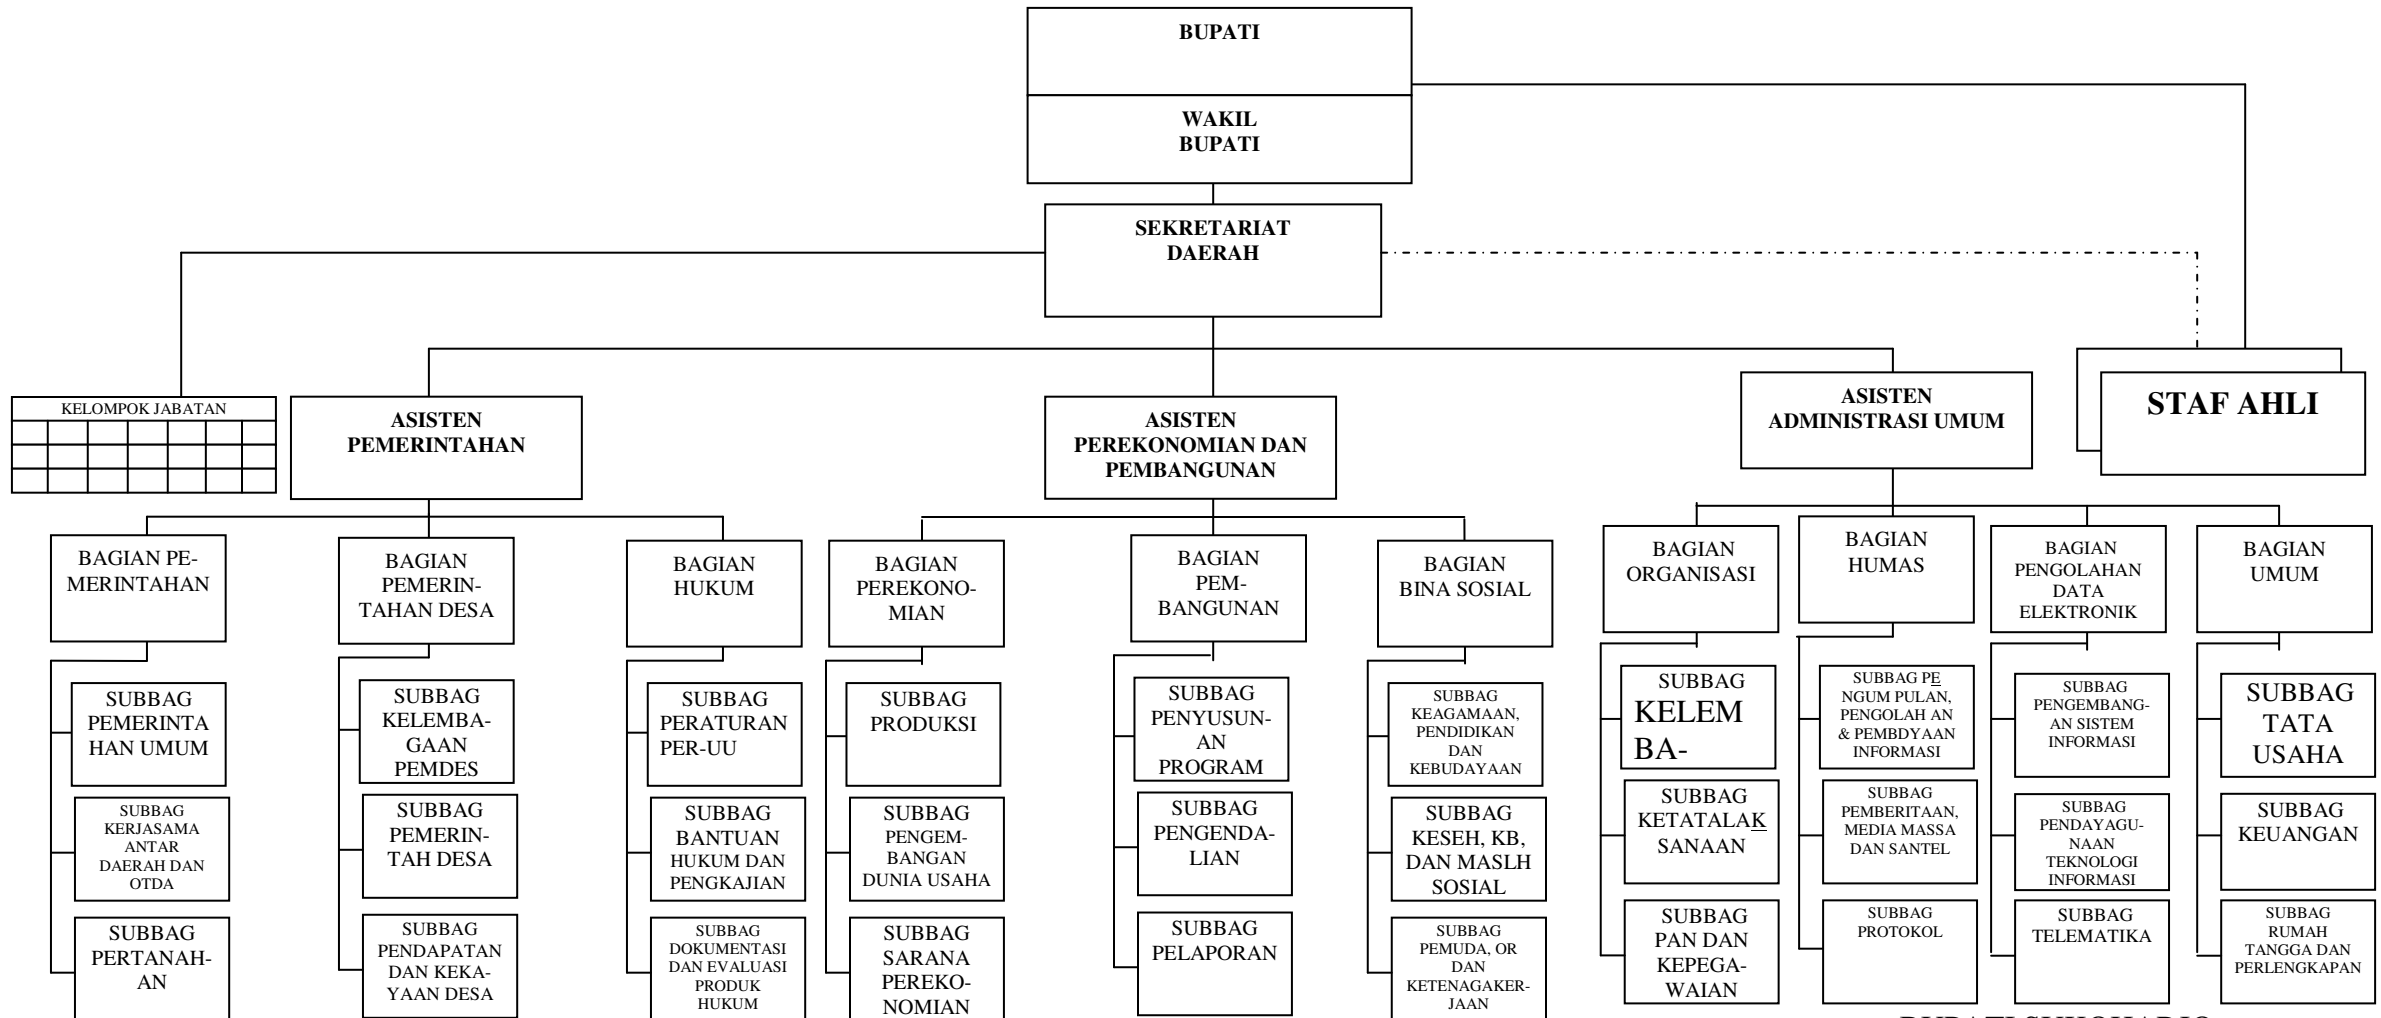 BUPATI
WAKIL
BUPATI
SEKRETARIAT
DAERAH
KELOMPOK JABATAN
ASISTEN
PEMERINTAHAN
ASISTEN
PEREKONOMIAN DAN
PEMBANGUNAN
ASISTEN
ADMINISTRASI UMUM
STAF AHLI
BAGIAN PE-
MERINTAHAN
BAGIAN
PEMERIN-
TAHAN DESA
BAGIAN
HUKUM
BAGIAN
PEREKONO-
MIAN
BAGIAN
PEM-
BANGUNAN
BAGIAN
BINA SOSIAL
BAGIAN
ORGANISASI
BAGIAN
HUMAS
BAGIAN
PENGOLAHAN
DATA
ELEKTRONIK
BAGIAN
UMUM
SUBBAG
PEMERINTA
HAN UMUM
SUBBAG
KELEMBA-
GAAN
PEMDES
SUBBAG
PERATURAN
PER-UU
SUBBAG
PRODUKSI
SUBBAG
PENYUSUN-
AN
PROGRAM
SUBBAG
KEAGAMAAN,
PENDIDIKAN
DAN
KEBUDAYAAN
SUBBAG
KELEM
BA-
SUBBAG PE
NGUM PULAN,
PENGOLAH AN
& PEMBDYAAN
INFORMASI
SUBBAG
PENGEMBANG-
AN SISTEM
INFORMASI
SUBBAG
TATA
USAHA
SUBBAG
KERJASAMA
ANTAR
DAERAH DAN
OTDA
SUBBAG
PEMERIN-
TAH DESA
SUBBAG
BANTUAN
HUKUM DAN
PENGKAJIAN
SUBBAG
PENGEM-
BANGAN
DUNIA USAHA
SUBBAG
PENGENDA-
LIAN
SUBBAG
KESEH, KB,
DAN MASLH
SOSIAL
SUBBAG
KETATALAK
SANAAN
SUBBAG
PEMBERITAAN,
MEDIA MASSA
DAN SANTEL
SUBBAG
PENDAYAGU-
NAAN
TEKNOLOGI
INFORMASI
SUBBAG
KEUANGAN
SUBBAG
PERTANAH-
AN
SUBBAG
PENDAPATAN
DAN KEKA-
YAAN DESA
SUBBAG
DOKUMENTASI
DAN EVALUASI
PRODUK
HUKUM
SUBBAG
SARANA
PEREKO-
NOMIAN
SUBBAG
PELAPORAN
SUBBAG
PEMUDA, OR
DAN
KETENAGAKER-
JAAN
SUBBAG
PAN DAN
KEPEGA-
WAIAN
SUBBAG
PROTOKOL
SUBBAG
TELEMATIKA
SUBBAG
RUMAH
TANGGA DAN
PERLENGKAPAN